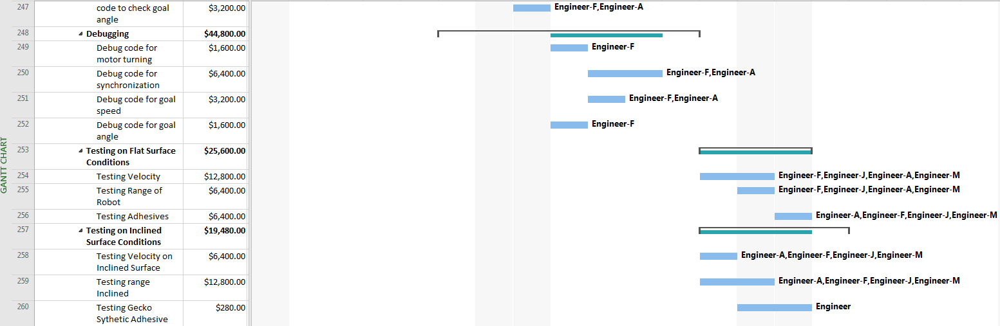 247 code to check goal $3,200.00 Engineer-F,Engineer-A
angle
248 Debugging $44,800.00
249 Debug code for $1,600.00 Engineer-F
motor turning
250 Debug code for $6,400.00 Engineer-F,Engineer-A
synchronization
251 Debug code for goal $3,200.00 Engineer-F,Engineer-A
speed
252 Debug code for goal $1,600.00 Engineer-F
angle
253 Testing on Flat Surface $25,600.00
Conditions
254 Testing Velocity $12,800.00 Engineer-F,Engineer-J,Engineer-A,Engineer-M
255 Testing Range of $6,400.00 Engineer-F,Engineer-J,Engineer-A,Engineer-M
Robot
256 Testing Adhesives $6,400.00 Engineer-A,Engineer-F,Engineer-J,Engineer-M
257 Testing on Inclined $19,480.00
Surface Conditions
258 Testing Velocity on $6,400.00 Engineer-A,Engineer-F,Engineer-J,Engineer-M
Inclined Surface
259 Testing range $12,800.00 Engineer-A,Engineer-F,Engineer-J,Engineer-M
Inclined
260 Testing Gecko $280.00 Engineer
Sythetic Adhesive
GANTT CHART